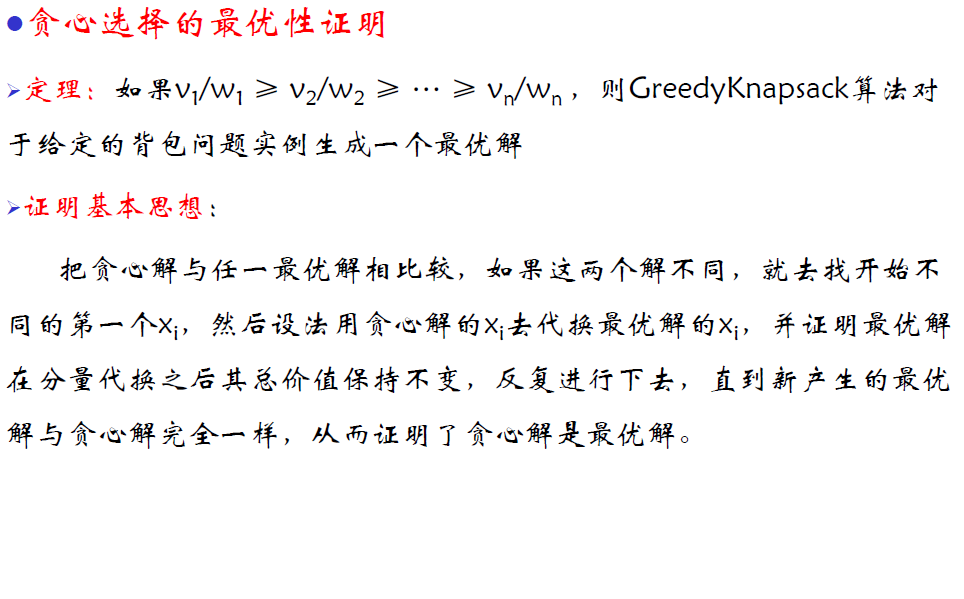 ●贪心选择的最优性证明
➢定理：如果v₁/w₁ ≥ v₂/w₂ ≥ … ≥ vₙ/wₙ，则GreedyKnapsack算法对
于给定的背包问题实例生成一个最优解
➢证明基本思想：
把贪心解与任一最优解相比较，如果这两个解不同，就去找开始不
同的第一个xᵢ，然后设法用贪心解的xᵢ去代换最优解的xᵢ，并证明最优解
在分量代换之后其总价值保持不变，反复进行下去，直到新产生的最优
解与贪心解完全一样，从而证明了贪心解是最优解。